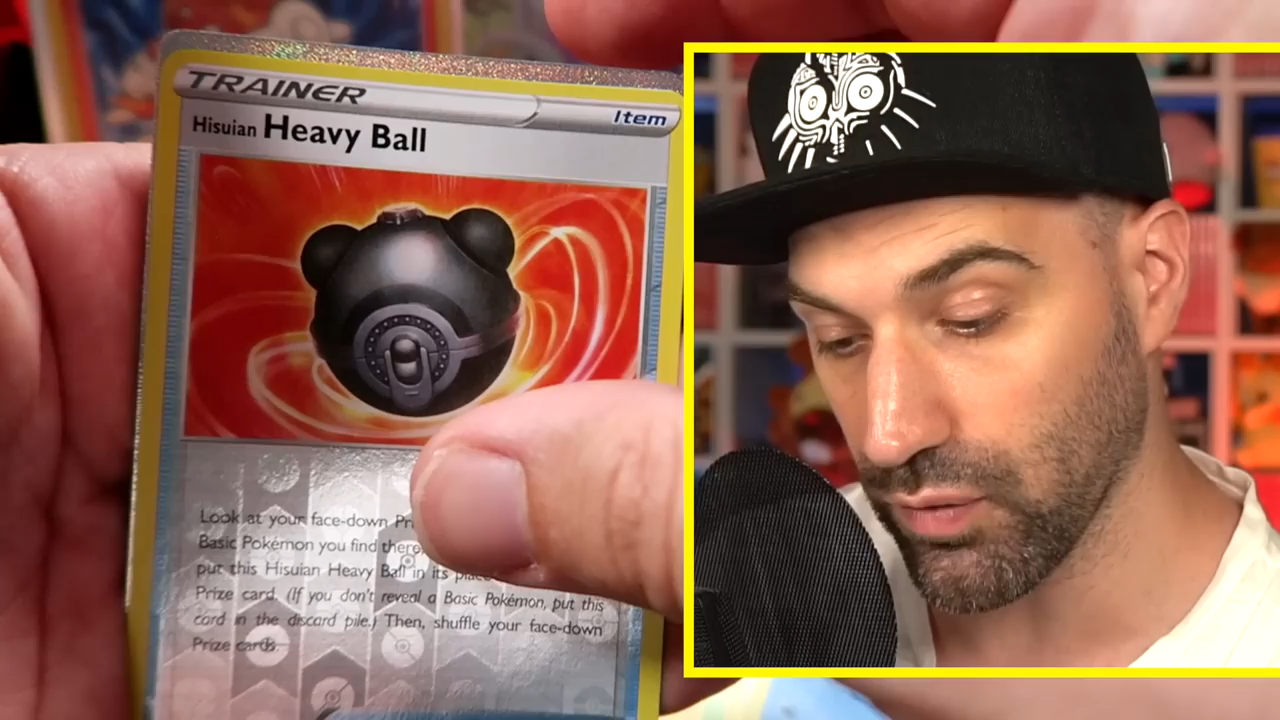 TRAINER
Item
Hisuian Heavy Ball
Look at your face-down
Basic Pokémon you find there,
put this Hisuian Heavy Ball in its place
Prize card. (If you don't reveal a Basic Pokémon, put this
card in the discard pile.) Then, shuffle your face-down
Prize cards.